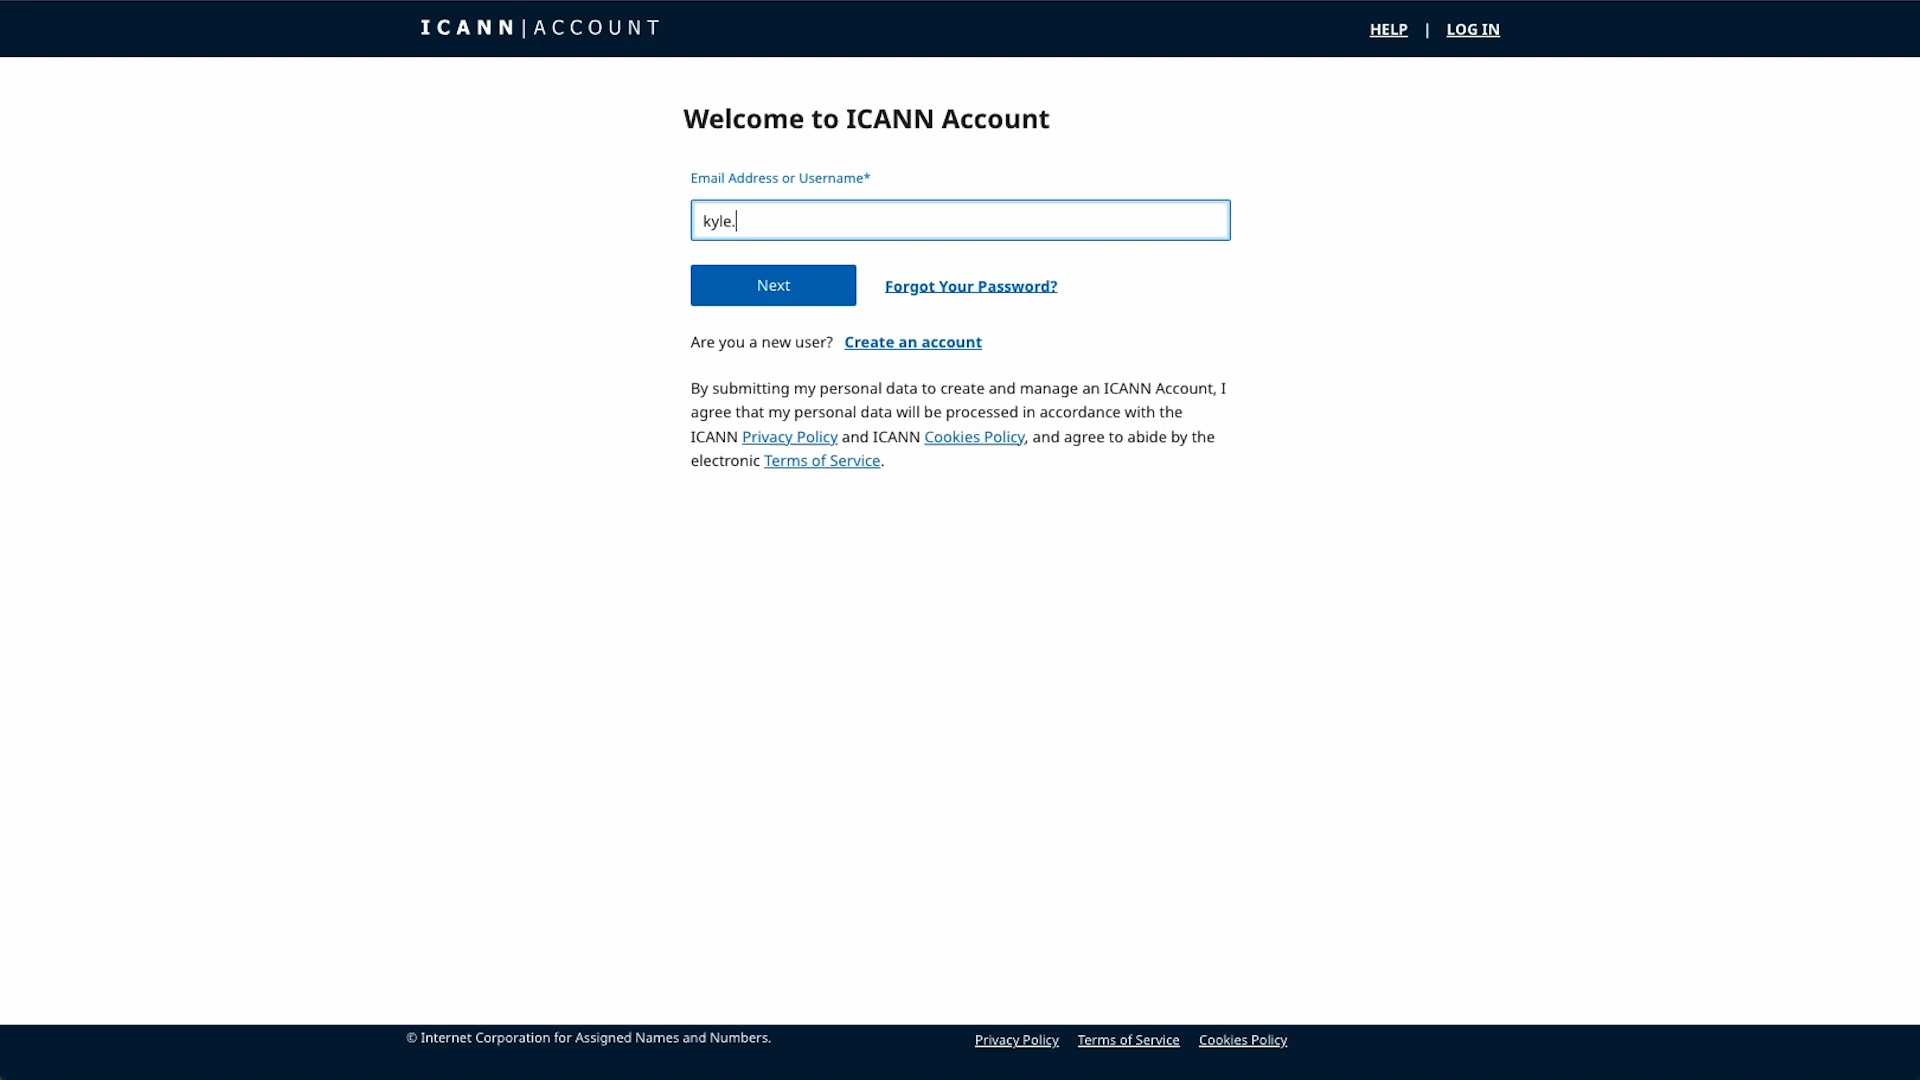 ICANN|ACCOUNT
HELP | LOG IN
Welcome to ICANN Account
Email Address or Username*
kyle.
Next
Forgot Your Password?
Are you a new user? Create an account
By submitting my personal data to create and manage an ICANN Account, I
agree that my personal data will be processed in accordance with the
ICANN Privacy Policy and ICANN Cookies Policy, and agree to abide by the
electronic Terms of Service.
© Internet Corporation for Assigned Names and Numbers.
Privacy Policy Terms of Service Cookies Policy